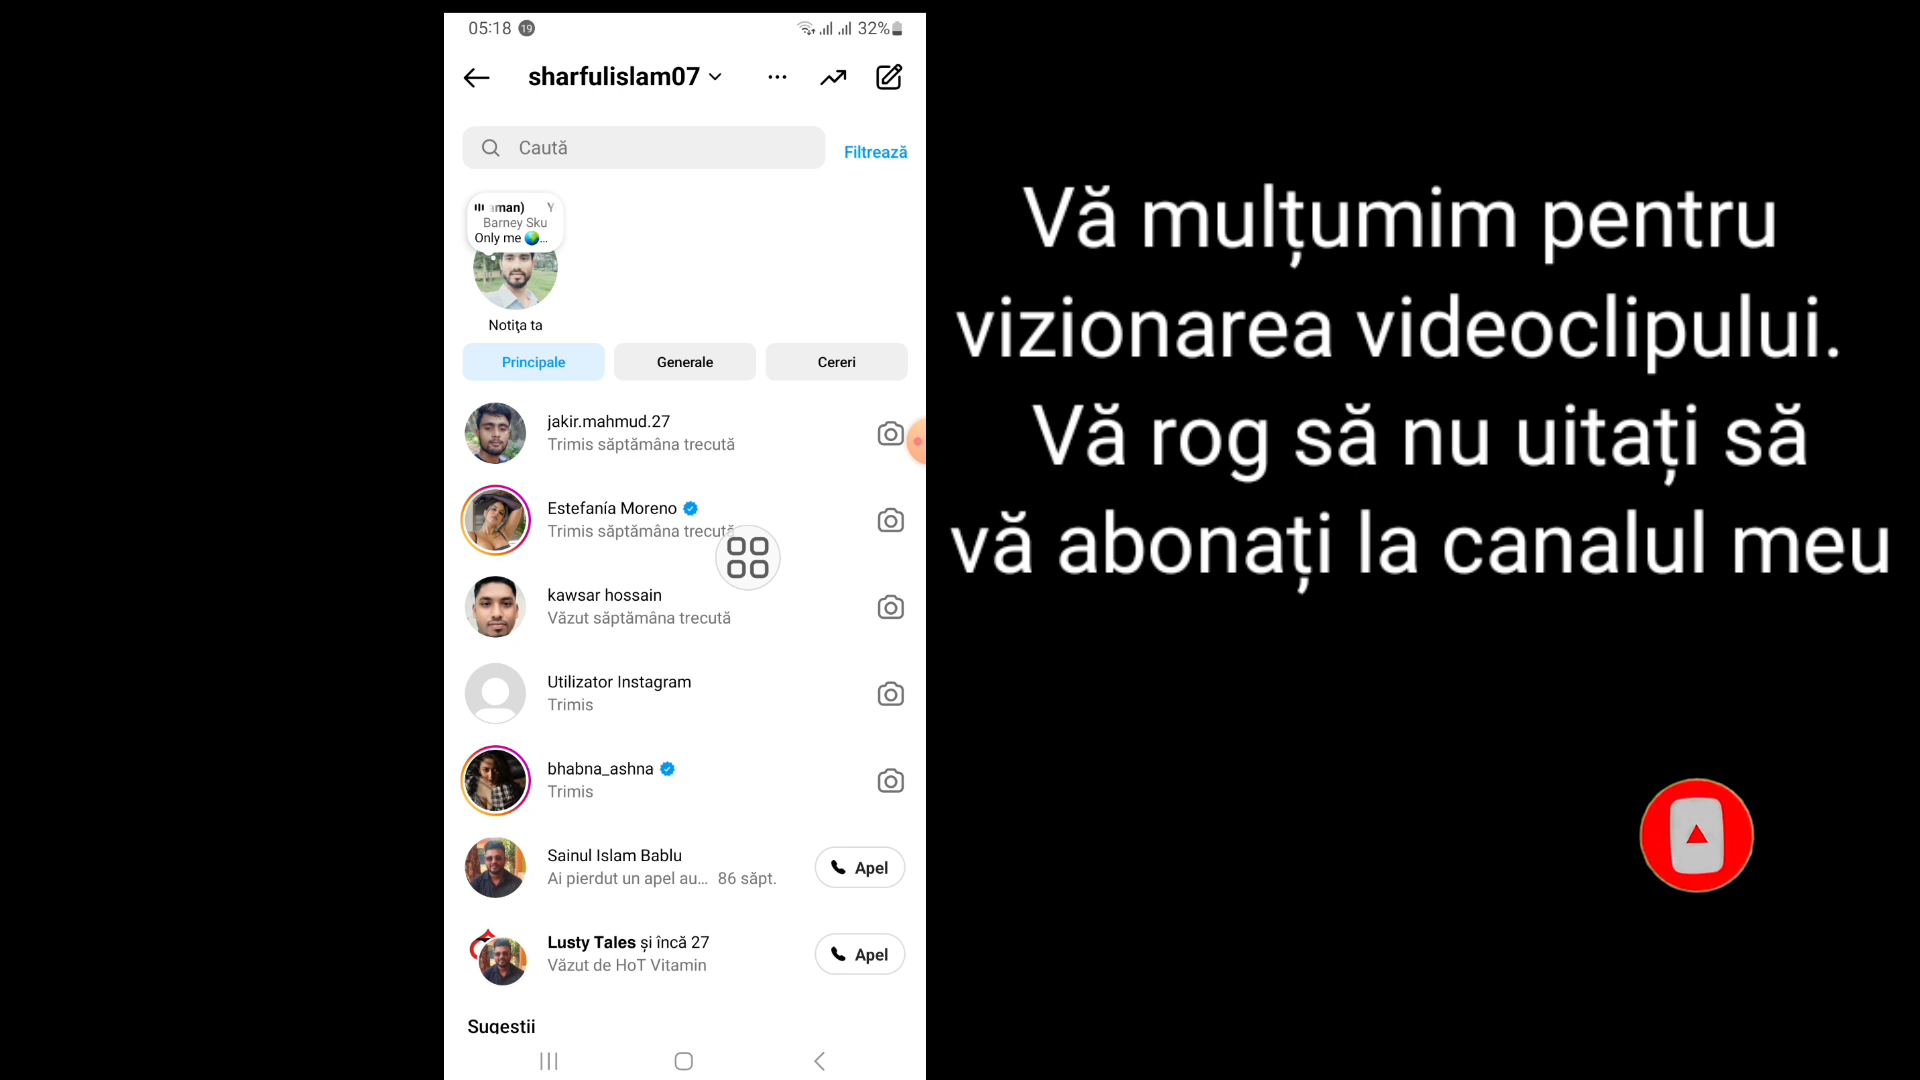 05:18 19 32%
sharfulislam07
Caută
Filtrează
aman) Y
Barney Sku
Only me 🌏...
Notița ta
Principale Generale Cereri
jakir.mahmud.27
Trimis săptămâna trecută
Estefanía Moreno
Trimis săptămâna trecută
kawsar hossain
Văzut săptămâna trecută
Utilizator Instagram
Trimis
bhabna_ashna
Trimis
Sainul Islam Bablu
Ai pierdut un apel au... 86 săpt.
Apel
Lusty Tales și încă 27
Văzut de HoT Vitamin
Apel
Sugestii
Vă mulțumim pentru
vizionarea videoclipului.
Vă rog să nu uitați să
vă abonați la canalul meu